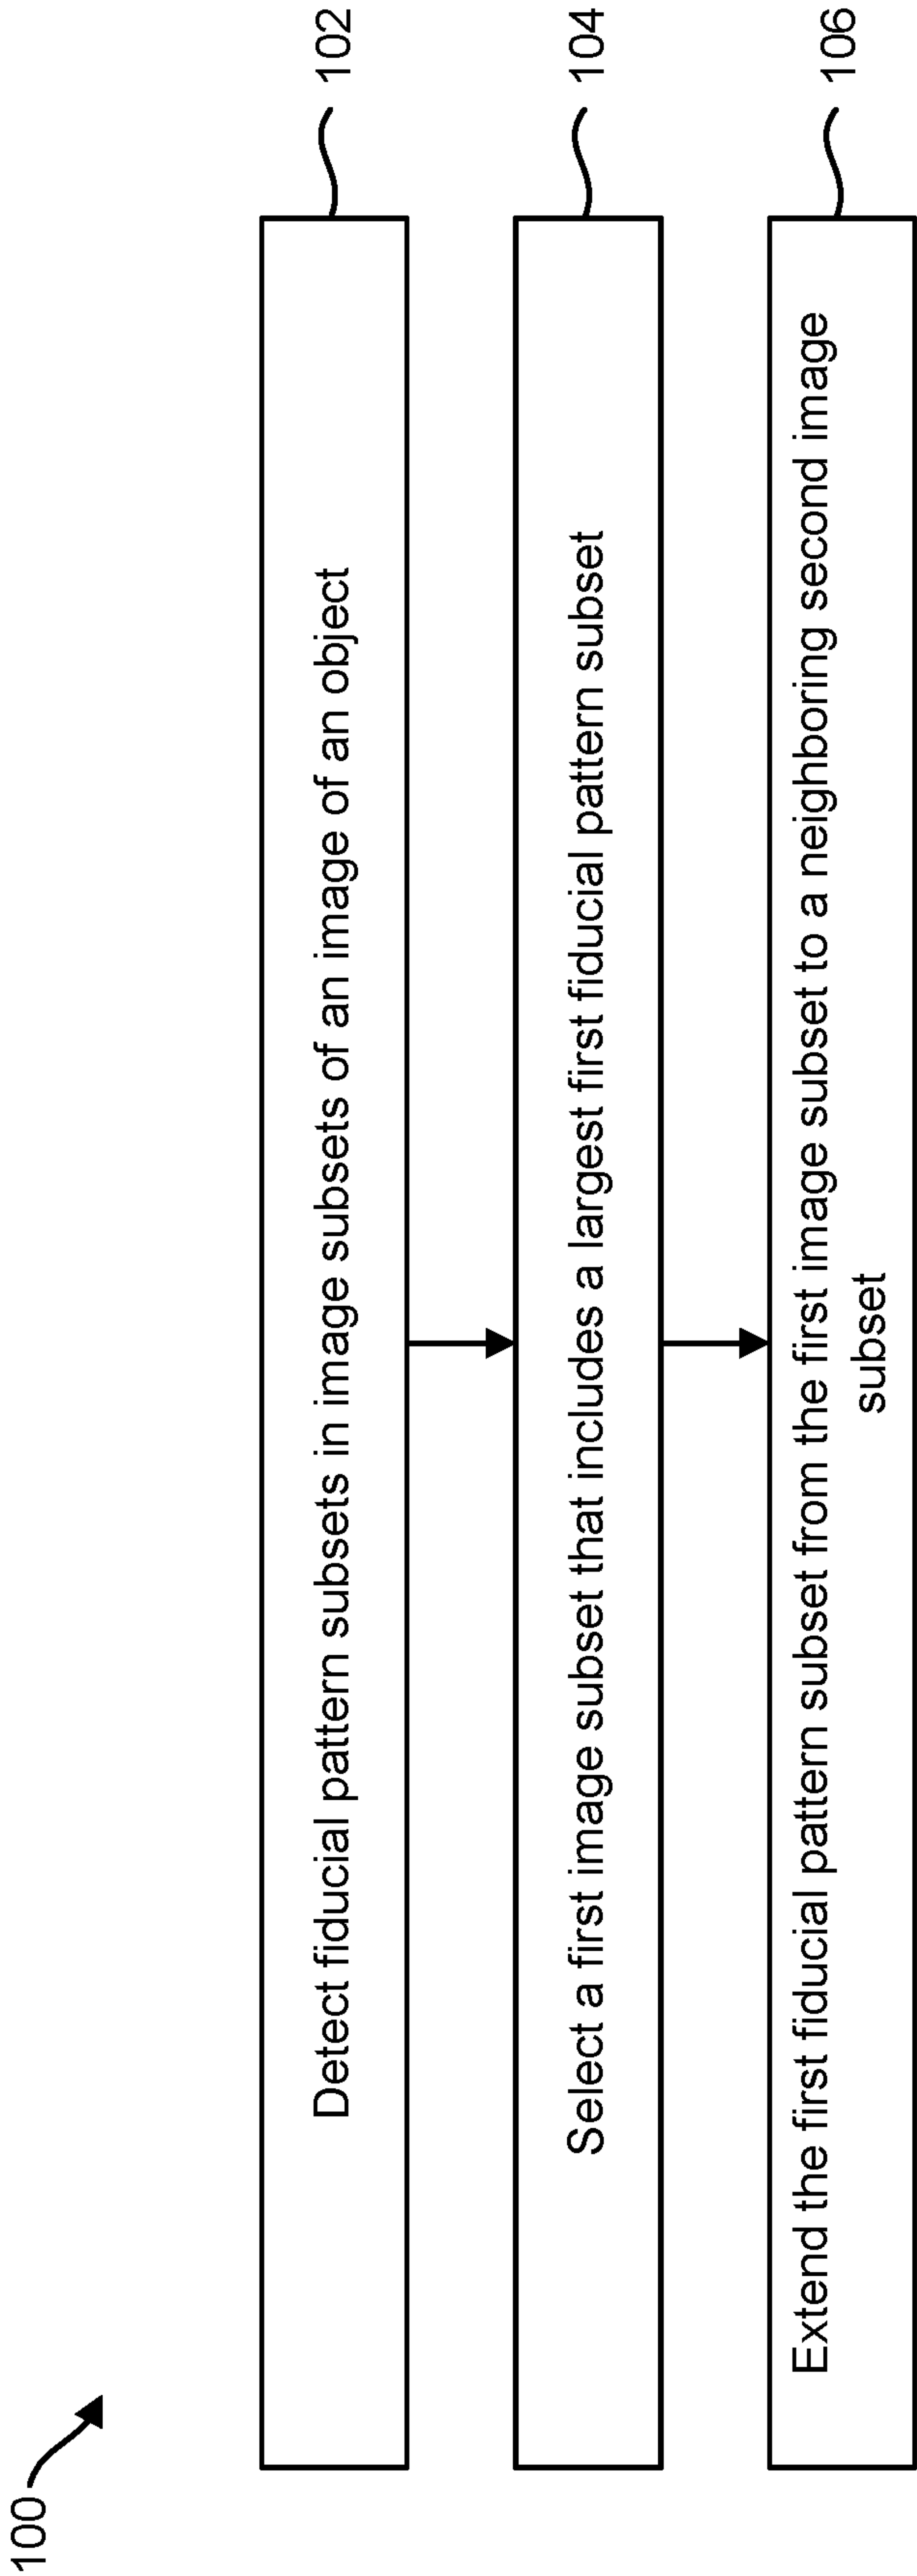 100
Detect fiducial pattern subsets in image subsets of an image of an object
102
Select a first image subset that includes a largest first fiducial pattern subset
104
Extend the first fiducial pattern subset from the first image subset to a neighboring second image
subset
106